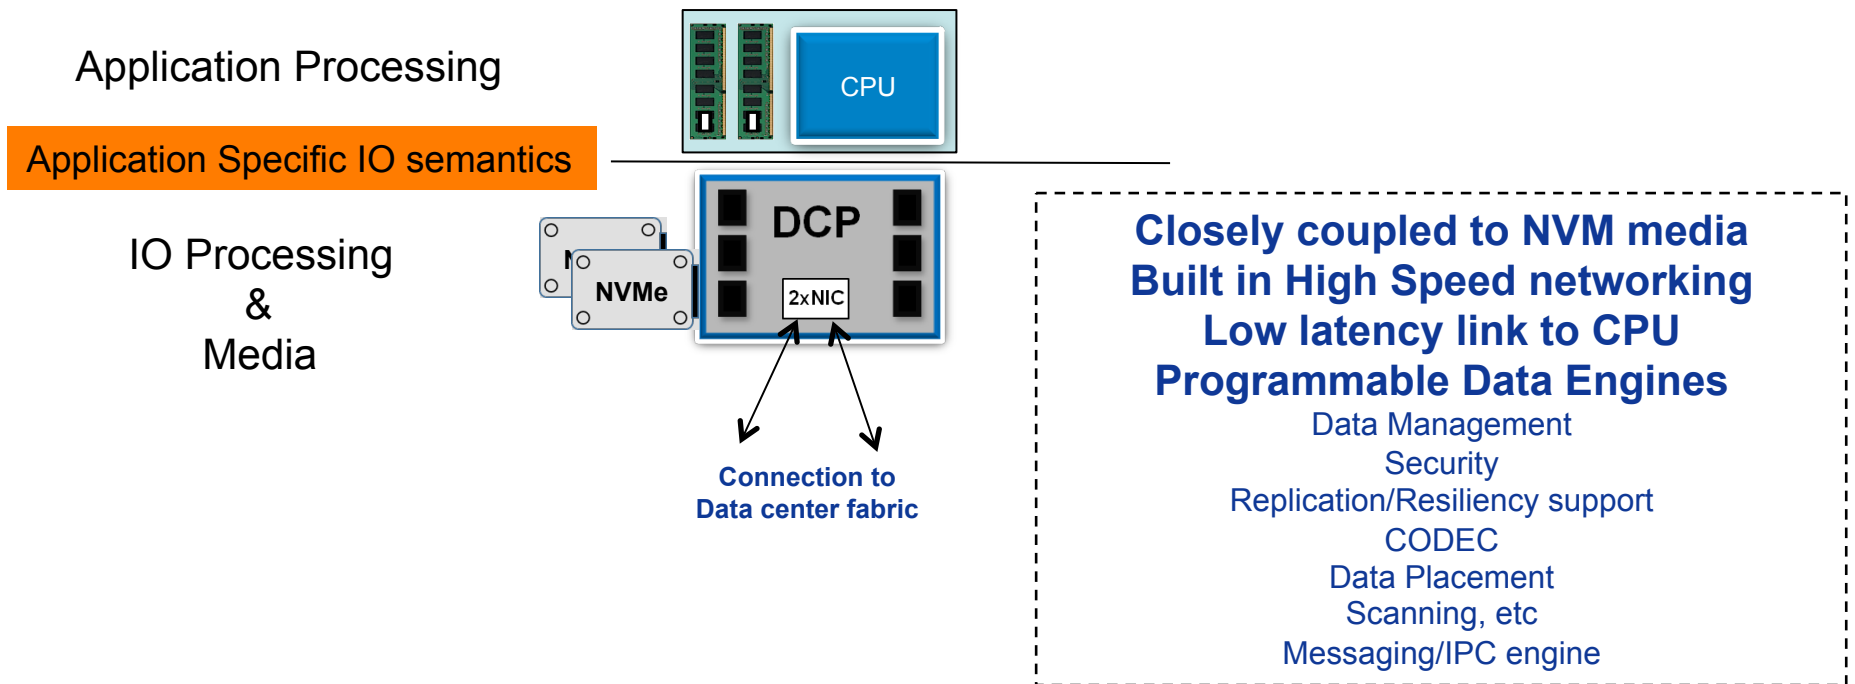 Application Processing
CPU
Application Specific IO semantics
IO Processing
&
Media
DCP
N
NVMe
2xNIC
Connection to
Data center fabric
Closely coupled to NVM media
Built in High Speed networking
Low latency link to CPU
Programmable Data Engines
Data Management
Security
Replication/Resiliency support
CODEC
Data Placement
Scanning, etc
Messaging/IPC engine